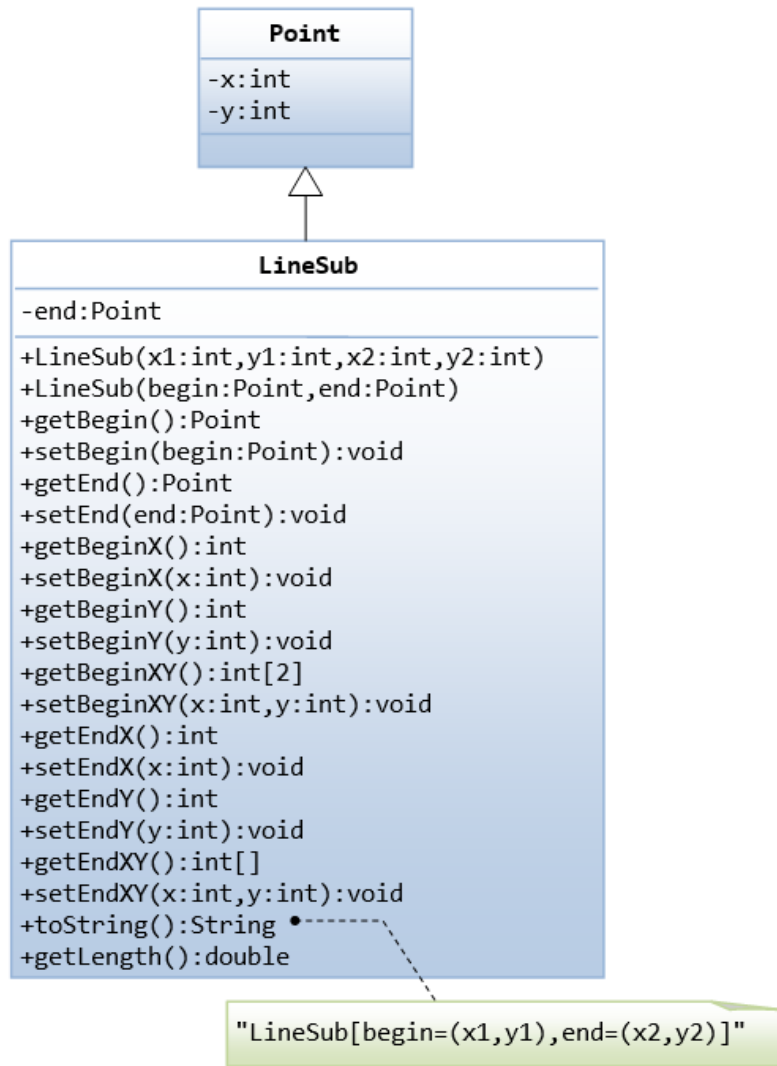 Point
-x:int
-y:int
LineSub
-end:Point
+LineSub(x1:int,y1:int,x2:int,y2:int)
+LineSub(begin:Point,end:Point)
+getBegin():Point
+setBegin(begin:Point):void
+getEnd():Point
+setEnd(end:Point):void
+getBeginX():int
+setBeginX(x:int):void
+getBeginY():int
+setBeginY(y:int):void
+getBeginXY():int[2]
+setBeginXY(x:int,y:int):void
+getEndX():int
+setEndX(x:int):void
+getEndY():int
+setEndY(y:int):void
+getEndXY():int[]
+setEndXY(x:int,y:int):void
+toString():String
+getLength():double
"LineSub[begin=(x1,y1),end=(x2,y2)]"